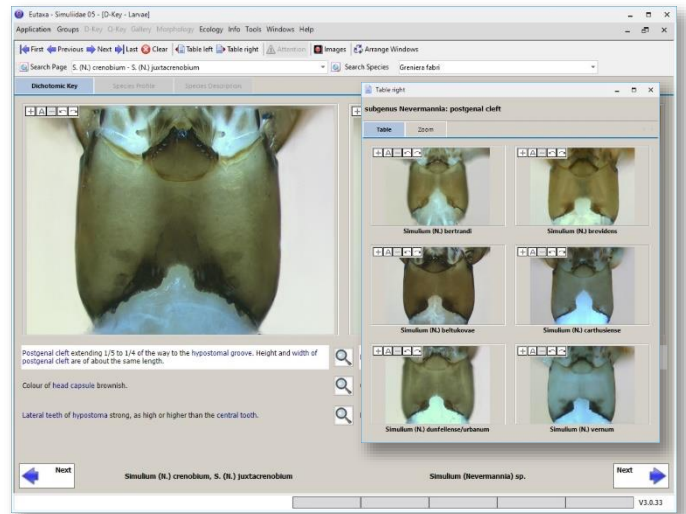 Eutaxa - Simuliidae 05 - [D-Key - Larvae]
Application Groups D-Key O-Key Gallery Morphology Ecology Info Tools Windows Help
First Previous Next Last Clear Table left Table right Attention Images Arrange Windows
Search Page S. (N.) crenobium - S. (N.) juxtacrenobium Search Species Greniera fabri
Dichotomic Key Species Profile Species Description
Table right
subgenus Nevermannia: postgenal cleft
Table Zoom
Simulium (N.) bertrandi Simulium (N.) brevidens
Simulium (N.) beltukovae Simulium (N.) carthusiense
Simulium (N.) dunfellense/urbanum Simulium (N.) vernum
Postgenal cleft extending 1/5 to 1/4 of the way to the hypostomal groove. Height and width of
postgenal cleft are of about the same length.
Colour of head capsule brownish.
Lateral teeth of hypostoma strong, as high or higher than the central tooth.
Next Simulium (N.) crenobium, S. (N.) juxtacrenobium Simulium (Nevermannia) sp. Next
V3.0.33